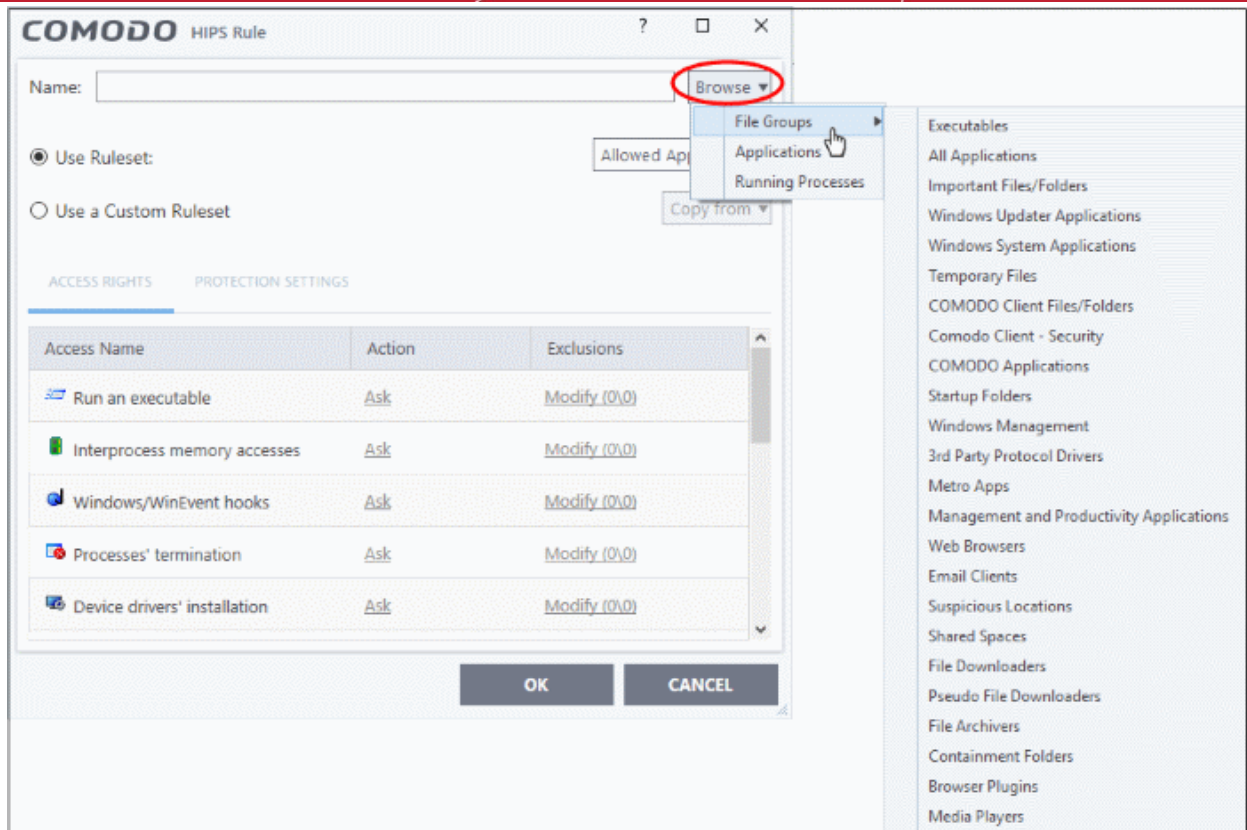 COMODO HIPS Rule ?
Name: Browse
File Groups
Applications
Running Processes
Use Ruleset: Allowed App
Use a Custom Ruleset Copy from
ACCESS RIGHTS PROTECTION SETTINGS
Access Name Action Exclusions
Run an executable Ask Modify (0\0)
Interprocess memory accesses Ask Modify (0\0)
Windows/WinEvent hooks Ask Modify (0\0)
Processes' termination Ask Modify (0\0)
Device drivers' installation Ask Modify (0\0)
OK CANCEL
Executables
All Applications
Important Files/Folders
Windows Updater Applications
Windows System Applications
Temporary Files
COMODO Client Files/Folders
Comodo Client - Security
COMODO Applications
Startup Folders
Windows Management
3rd Party Protocol Drivers
Metro Apps
Management and Productivity Applications
Web Browsers
Email Clients
Suspicious Locations
Shared Spaces
File Downloaders
Pseudo File Downloaders
File Archivers
Containment Folders
Browser Plugins
Media Players